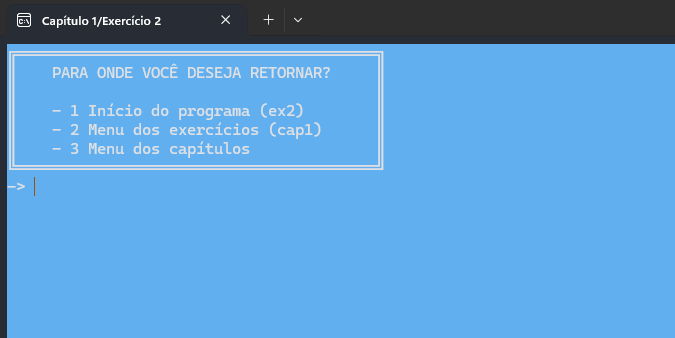 Capítulo 1/Exercício 2
PARA ONDE VOCÊ DESEJA RETORNAR?
- 1 Início do programa (ex2)
- 2 Menu dos exercícios (cap1)
- 3 Menu dos capítulos
->